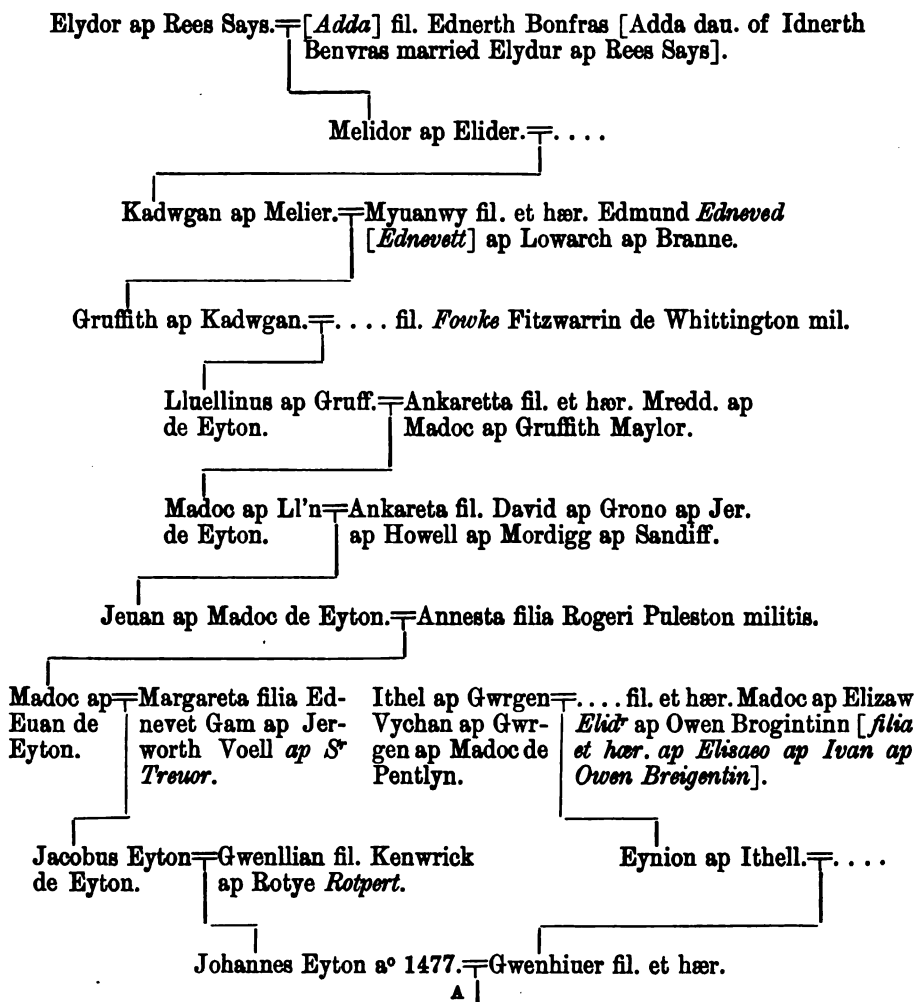 Elydor ap Rees Says.=[Adda] fil. Ednerth Bonfras [Adda dau. of Idnerth
Benvras married Elydur ap Rees Says].
Melidor ap Elider.=. . . .
Kadwgan ap Melier.=Myuanwy fil. et hær. Edmund Edneved
[Ednevett] ap Lowarch ap Branne.
Gruffith ap Kadwgan.=. . . . fil. Fowke Fitzwarrin de Whittington mil.
Lluellinus ap Gruff.=Ankaretta fil. et hær. Mredd. ap
de Eyton. Madoc ap Gruffith Maylor.
Madoc ap Ll'n=Ankareta fil. David ap Grono ap Jer.
de Eyton. ap Howell ap Mordigg ap Sandiff.
Jeuan ap Madoc de Eyton.=Annesta filia Rogeri Puleston militis.
Madoc ap=Margareta filia Ed-
Euan de nevet Gam ap Jer-
Eyton. worth Voell ap Sr
Treuor.
Ithel ap Gwrgen=. . . . fil. et hær. Madoc ap Elizaw
Vychan ap Gwr- Elidr ap Owen Brogintinn [filia
gen ap Madoc de et hær. ap Elisaeo ap Ivan ap
Pentlyn. Owen Breigentin].
Jacobus Eyton=Gwenllian fil. Kenwrick
de Eyton. ap Rotye Rotpert.
Eynion ap Ithell.=. . . .
Johannes Eyton aº 1477.=Gwenhiuer fil. et hær.
A